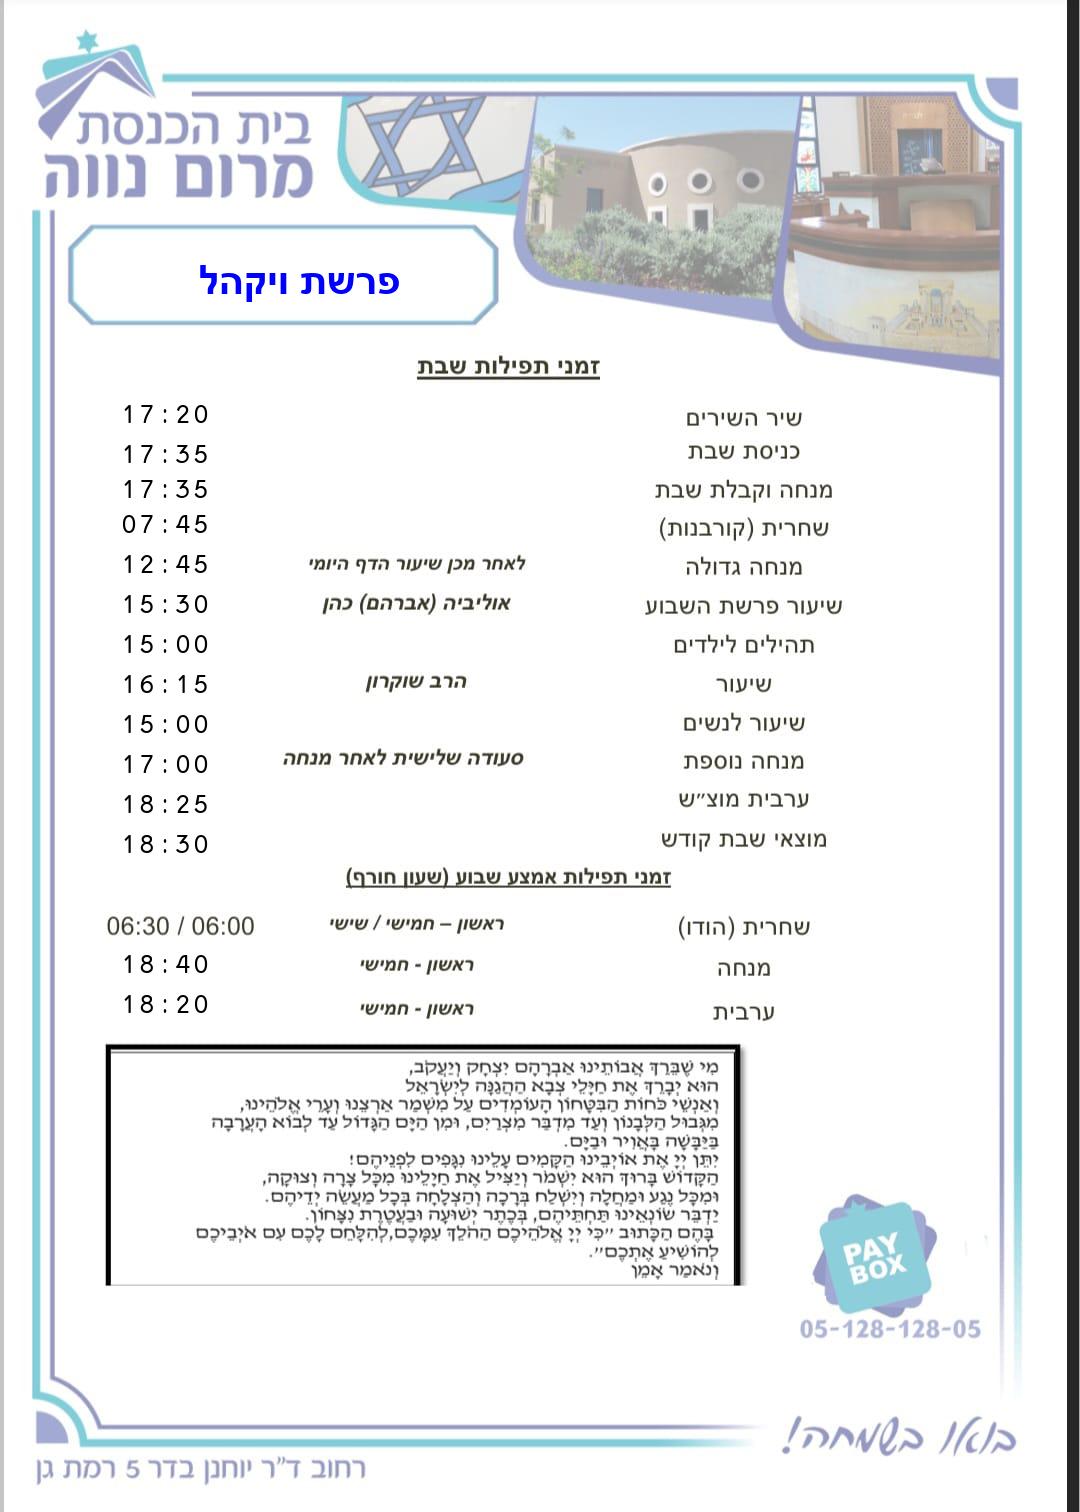 בית הכנסת
מרום נווה
פרשת ויקהל
זמני תפילות שבת
שיר השירים 17:20
כניסת שבת 17:35
מנחה וקבלת שבת 17:35
שחרית (קורבנות) 07:45
מנחה גדולה לאחר מכן שיעור הדף היומי 12:45
שיעור פרשת השבוע אוליביה (אברהם) כהן 15:30
תהילים לילדים 15:00
שיעור הרב שוקרון 16:15
שיעור לנשים 15:00
מנחה נוספת סעודה שלישית לאחר מנחה 17:00
ערבית מוצ״ש 18:25
מוצאי שבת קודש 18:30
זמני תפילות אמצע שבוע (שעון חורף)
שחרית (הודו) ראשון – חמישי / שישי 06:00 / 06:30
מנחה ראשון - חמישי 18:40
ערבית ראשון - חמישי 18:20
מִי שֶׁבֵּרַךְ אֲבוֹתֵינוּ אַבְרָהָם יִצְחָק וְיַעֲקֹב,
הוּא יְבָרֵךְ אֶת חַיָּלֵי צְבָא הַהֲגַנָּה לְיִשְׂרָאֵל
וְאַנְשֵׁי כֹּחוֹת הַבִּטָּחוֹן הָעוֹמְדִים עַל מִשְׁמַר אַרְצֵנוּ וְעָרֵי אֱלֹהֵינוּ,
מִגְּבוּל הַלְּבָנוֹן וְעַד מִדְבַּר מִצְרַיִם, וּמִן הַיָּם הַגָּדוֹל עַד לְבוֹא הָעֲרָבָה
בַּיַּבָּשָׁה בָּאֲוִיר וּבַיָּם.
יִתֵּן יְיָ אֶת אוֹיְבֵינוּ הַקָּמִים עָלֵינוּ נִגָּפִים לִפְנֵיהֶם!
הַקָּדוֹשׁ בָּרוּךְ הוּא יִשְׁמֹר וְיַצִּיל אֶת חַיָּלֵינוּ מִכָּל צָרָה וְצוּקָה,
וּמִכָּל נֶגַע וּמַחֲלָה וְיִשְׁלַח בְּרָכָה וְהַצְלָחָה בְּכָל מַעֲשֵׂה יְדֵיהֶם.
יַדְבֵּר שׂוֹנְאֵינוּ תַּחְתֵּיהֶם, בְּכֶתֶר יְשׁוּעָה וּבַעֲטֶרֶת נִצָּחוֹן.
בָּהֶם הַכָּתוּב ״כִּי יְיָ אֱלֹהֵיכֶם הַהֹלֵךְ עִמָּכֶם,לְהִלָּחֵם לָכֶם עִם אֹיְבֵיכֶם
לְהוֹשִׁיעַ אֶתְכֶם״.
וְנֹאמַר אָמֵן
PAY
BOX
05-128-128-05
בואו בשמחה!
רחוב ד״ר יוחנן בדר 5 רמת גן